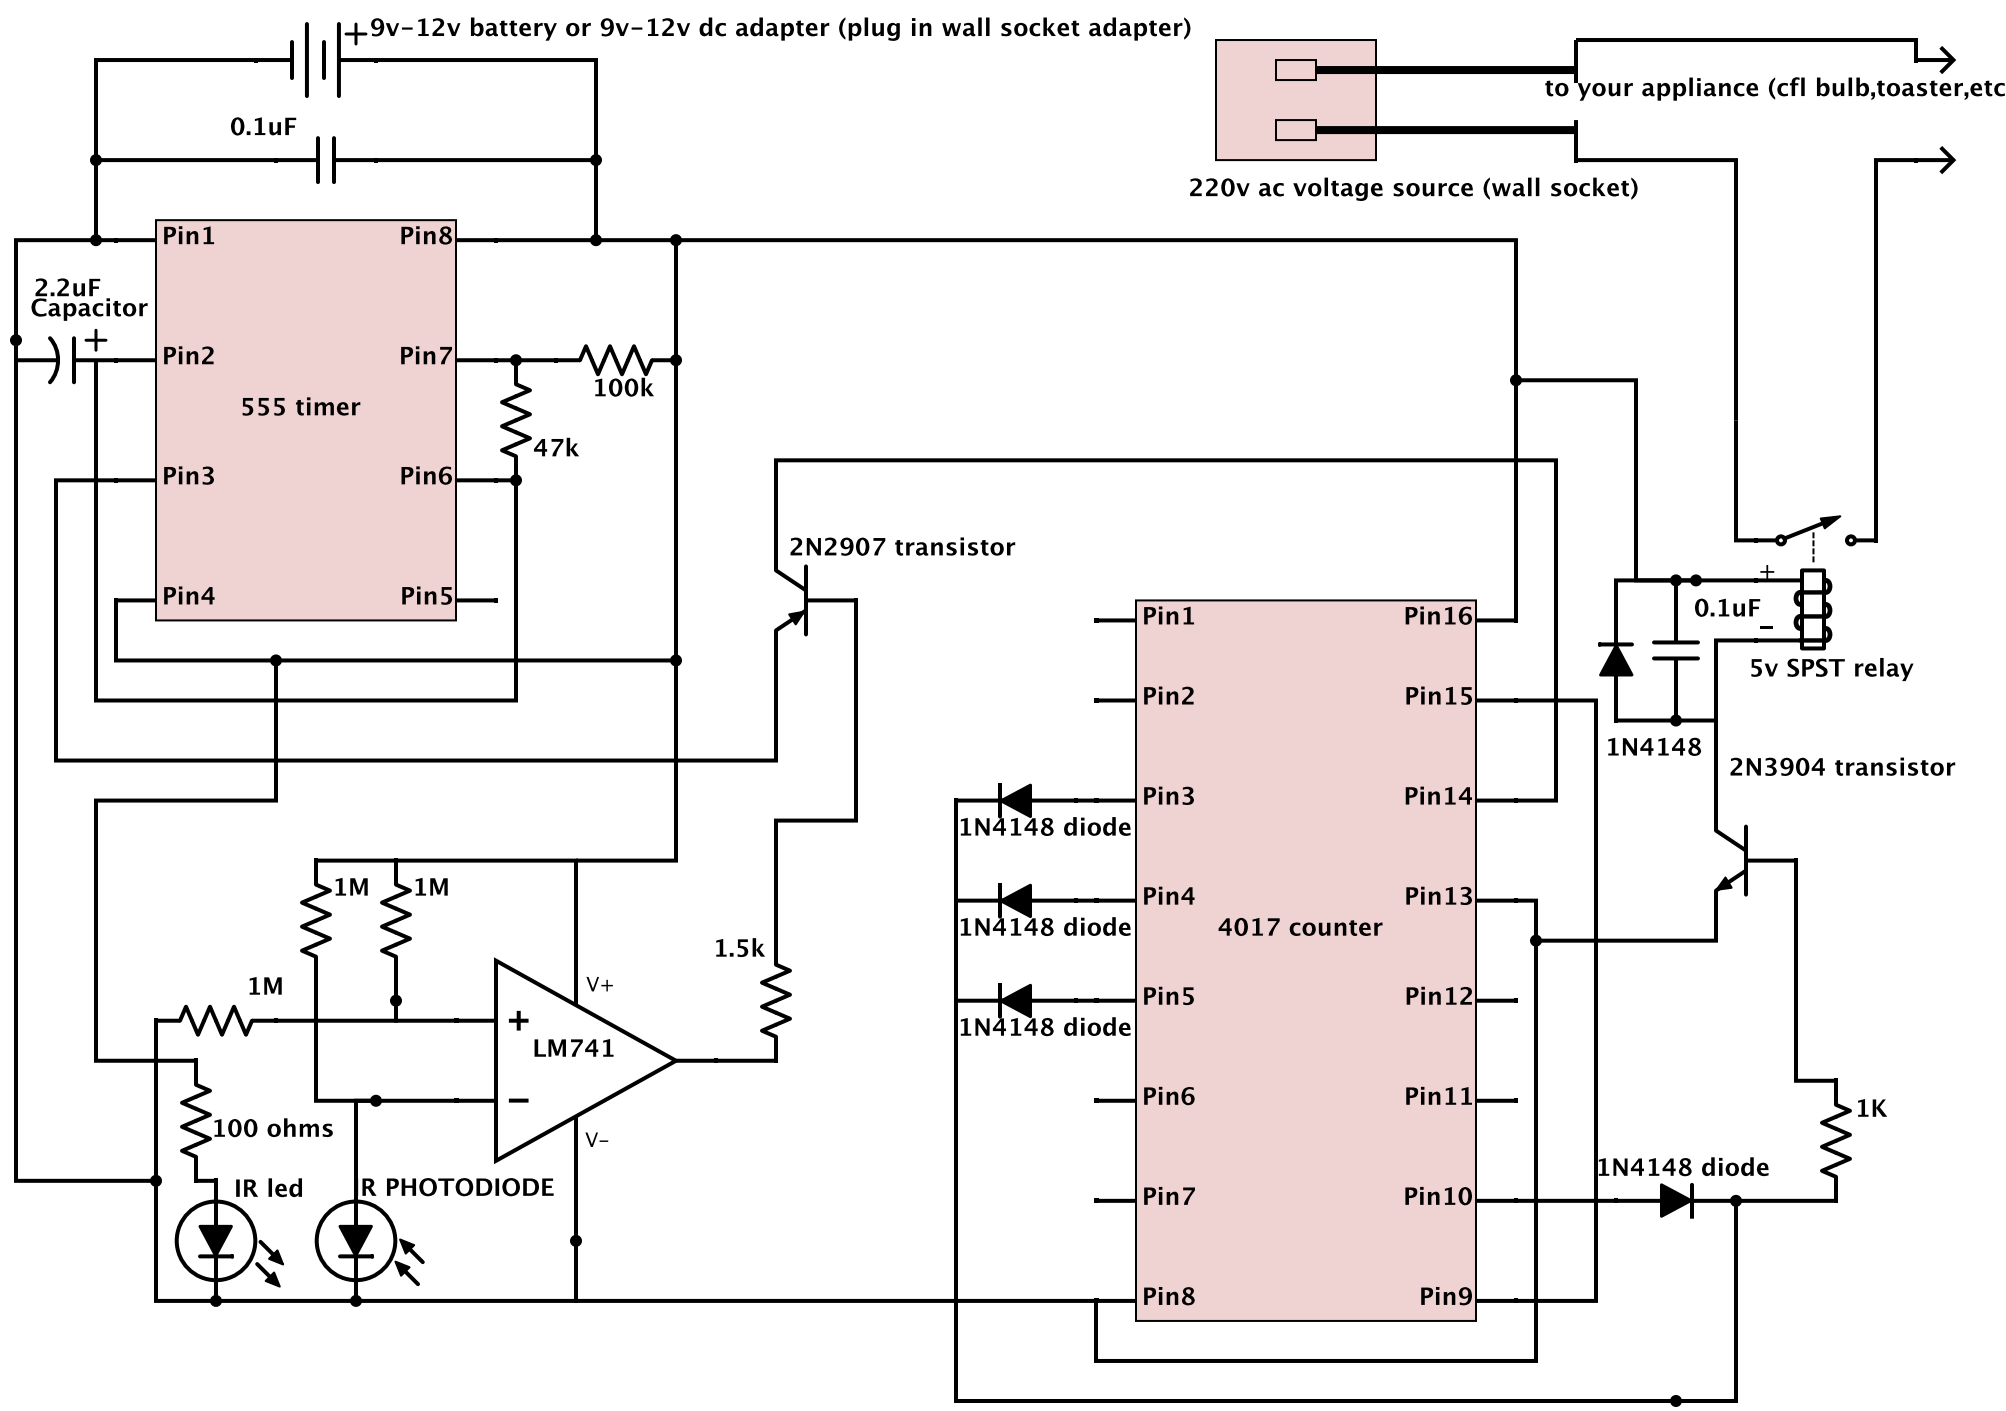 9v-12v battery or 9v-12v dc adapter (plug in wall socket adapter)
+
0.1uF
to your appliance (cfl bulb,toaster,etc
220v ac voltage source (wall socket)
Pin1
Pin8
2.2uF
Capacitor
+
Pin2
Pin7
100k
555 timer
47k
Pin3
Pin6
Pin4
Pin5
2N2907 transistor
Pin1
Pin16
+
0.1uF
−
5v SPST relay
Pin2
Pin15
1N4148
2N3904 transistor
Pin3
Pin14
1N4148 diode
1M
1M
Pin4
Pin13
1N4148 diode
4017 counter
1.5k
1M
V+
Pin5
Pin12
+
1N4148 diode
LM741
−
Pin6
Pin11
1K
100 ohms
V−
1N4148 diode
IR led
R PHOTODIODE
Pin7
Pin10
Pin8
Pin9